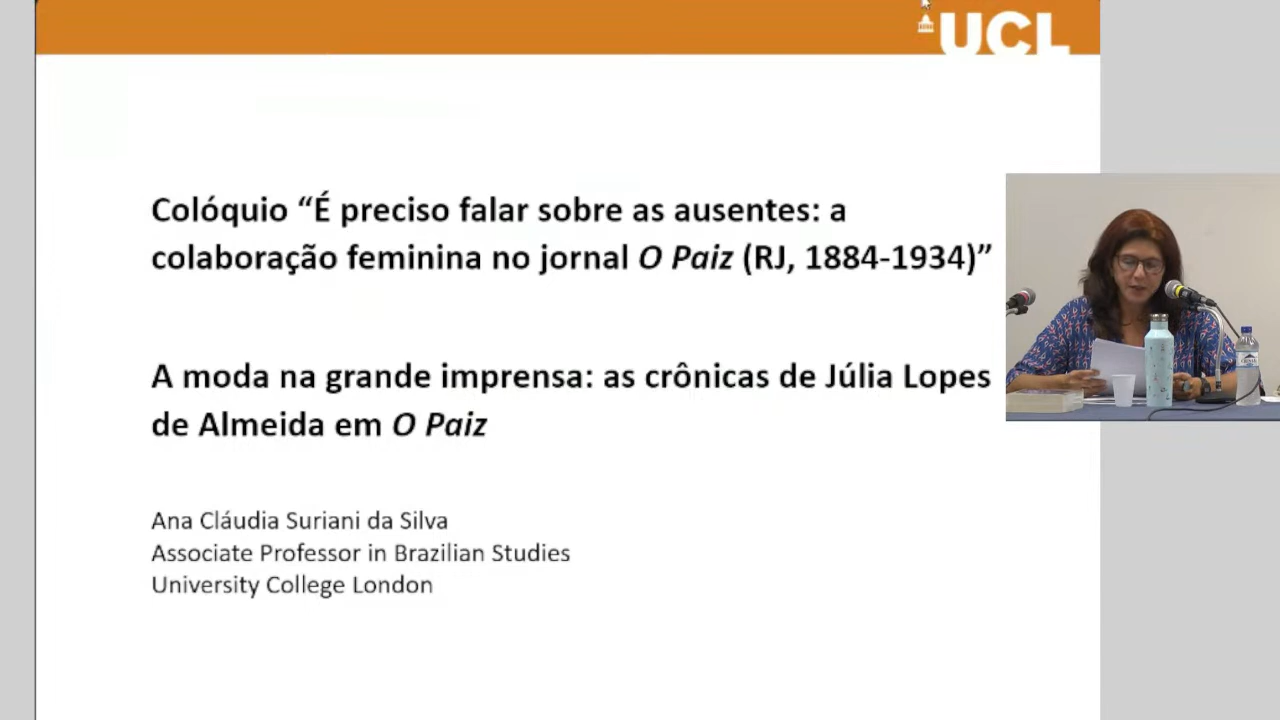 UCL
Colóquio “É preciso falar sobre as ausentes: a
colaboração feminina no jornal O Paiz (RJ, 1884-1934)”
A moda na grande imprensa: as crônicas de Júlia Lopes
de Almeida em O Paiz
Ana Cláudia Suriani da Silva
Associate Professor in Brazilian Studies
University College London